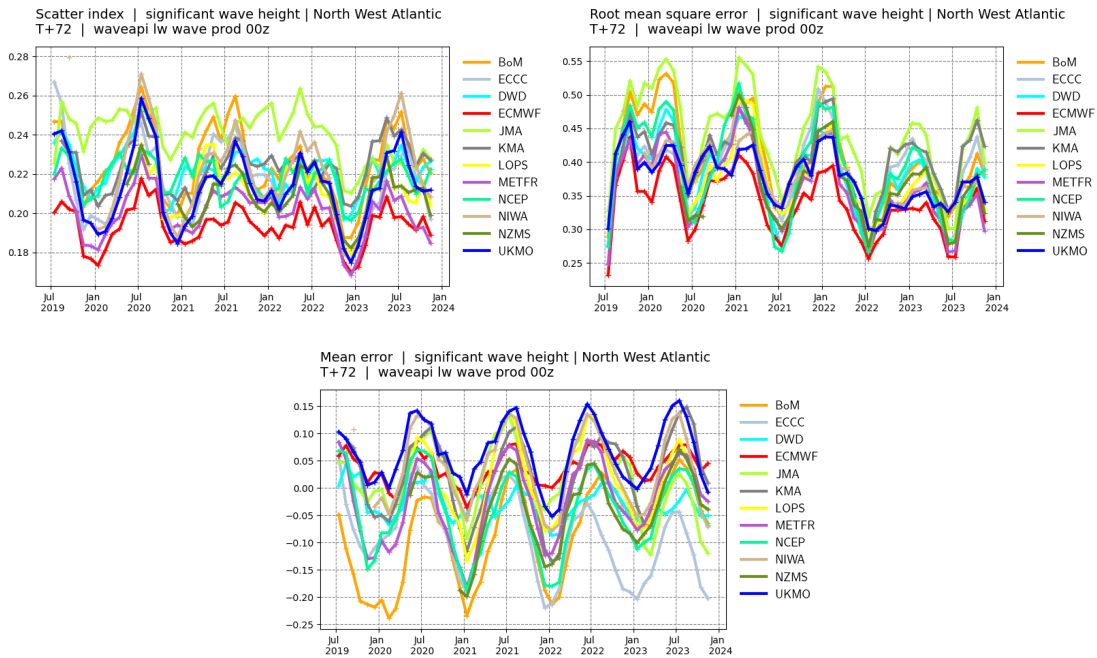 Scatter index | significant wave height | North West Atlantic
T+72 | waveapi lw wave prod 00z
0.28
0.26
0.24
0.22
0.20
0.18
Jul 2019
Jan 2020
Jul 2020
Jan 2021
Jul 2021
Jan 2022
Jul 2022
Jan 2023
Jul 2023
Jan 2024
BoM
ECCC
DWD
ECMWF
JMA
KMA
LOPS
METFR
NCEP
NIWA
NZMS
UKMO
Root mean square error | significant wave height | North West Atlantic
T+72 | waveapi lw wave prod 00z
0.55
0.50
0.45
0.40
0.35
0.30
0.25
Jul 2019
Jan 2020
Jul 2020
Jan 2021
Jul 2021
Jan 2022
Jul 2022
Jan 2023
Jul 2023
Jan 2024
BoM
ECCC
DWD
ECMWF
JMA
KMA
LOPS
METFR
NCEP
NIWA
NZMS
UKMO
Mean error | significant wave height | North West Atlantic
T+72 | waveapi lw wave prod 00z
0.15
0.10
0.05
0.00
−0.05
−0.10
−0.15
−0.20
−0.25
Jul 2019
Jan 2020
Jul 2020
Jan 2021
Jul 2021
Jan 2022
Jul 2022
Jan 2023
Jul 2023
Jan 2024
BoM
ECCC
DWD
ECMWF
JMA
KMA
LOPS
METFR
NCEP
NIWA
NZMS
UKMO